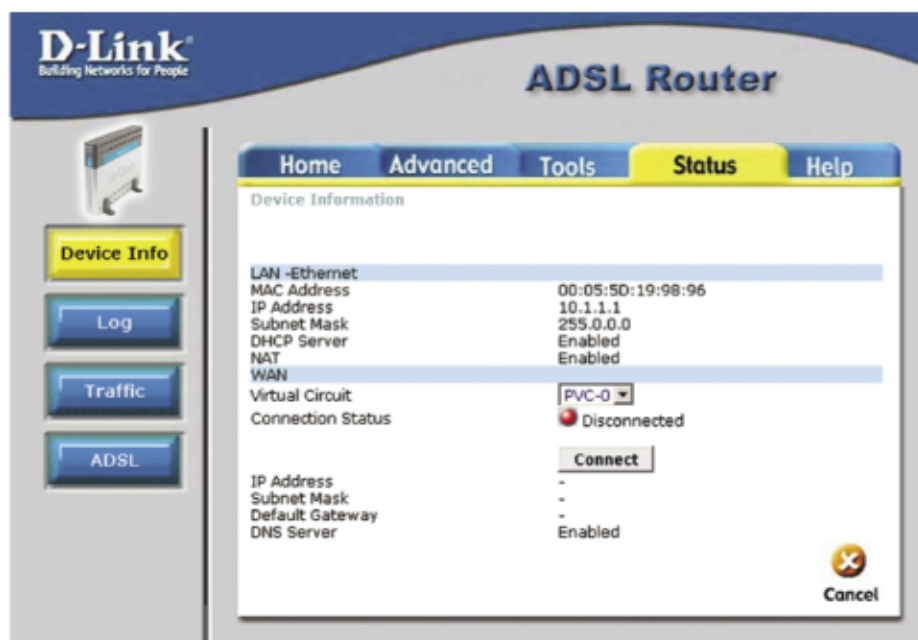 D-Link
Building Networks for People
ADSL Router
Home Advanced Tools Status Help
Device Info
Log
Traffic
ADSL
Device Information
LAN -Ethernet
MAC Address 00:05:5D:19:98:96
IP Address 10.1.1.1
Subnet Mask 255.0.0.0
DHCP Server Enabled
NAT Enabled
WAN
Virtual Circuit PVC-0
Connection Status Disconnected
Connect
IP Address -
Subnet Mask -
Default Gateway -
DNS Server Enabled
Cancel